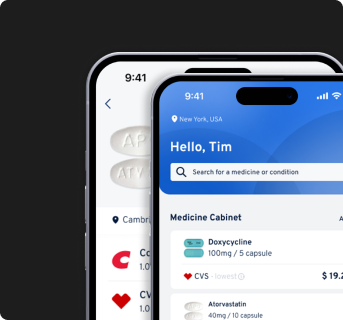 9:41
AP
ATV
Cambri
Co
1.0
CV
1.0
9:41
New York, USA
Hello, Tim
Search for a medicine or condition
Medicine Cabinet
A
Doxycycline
100mg / 5 capsule
CVS - lowest
$ 19.2
Atorvastatin
40mg / 10 capsule